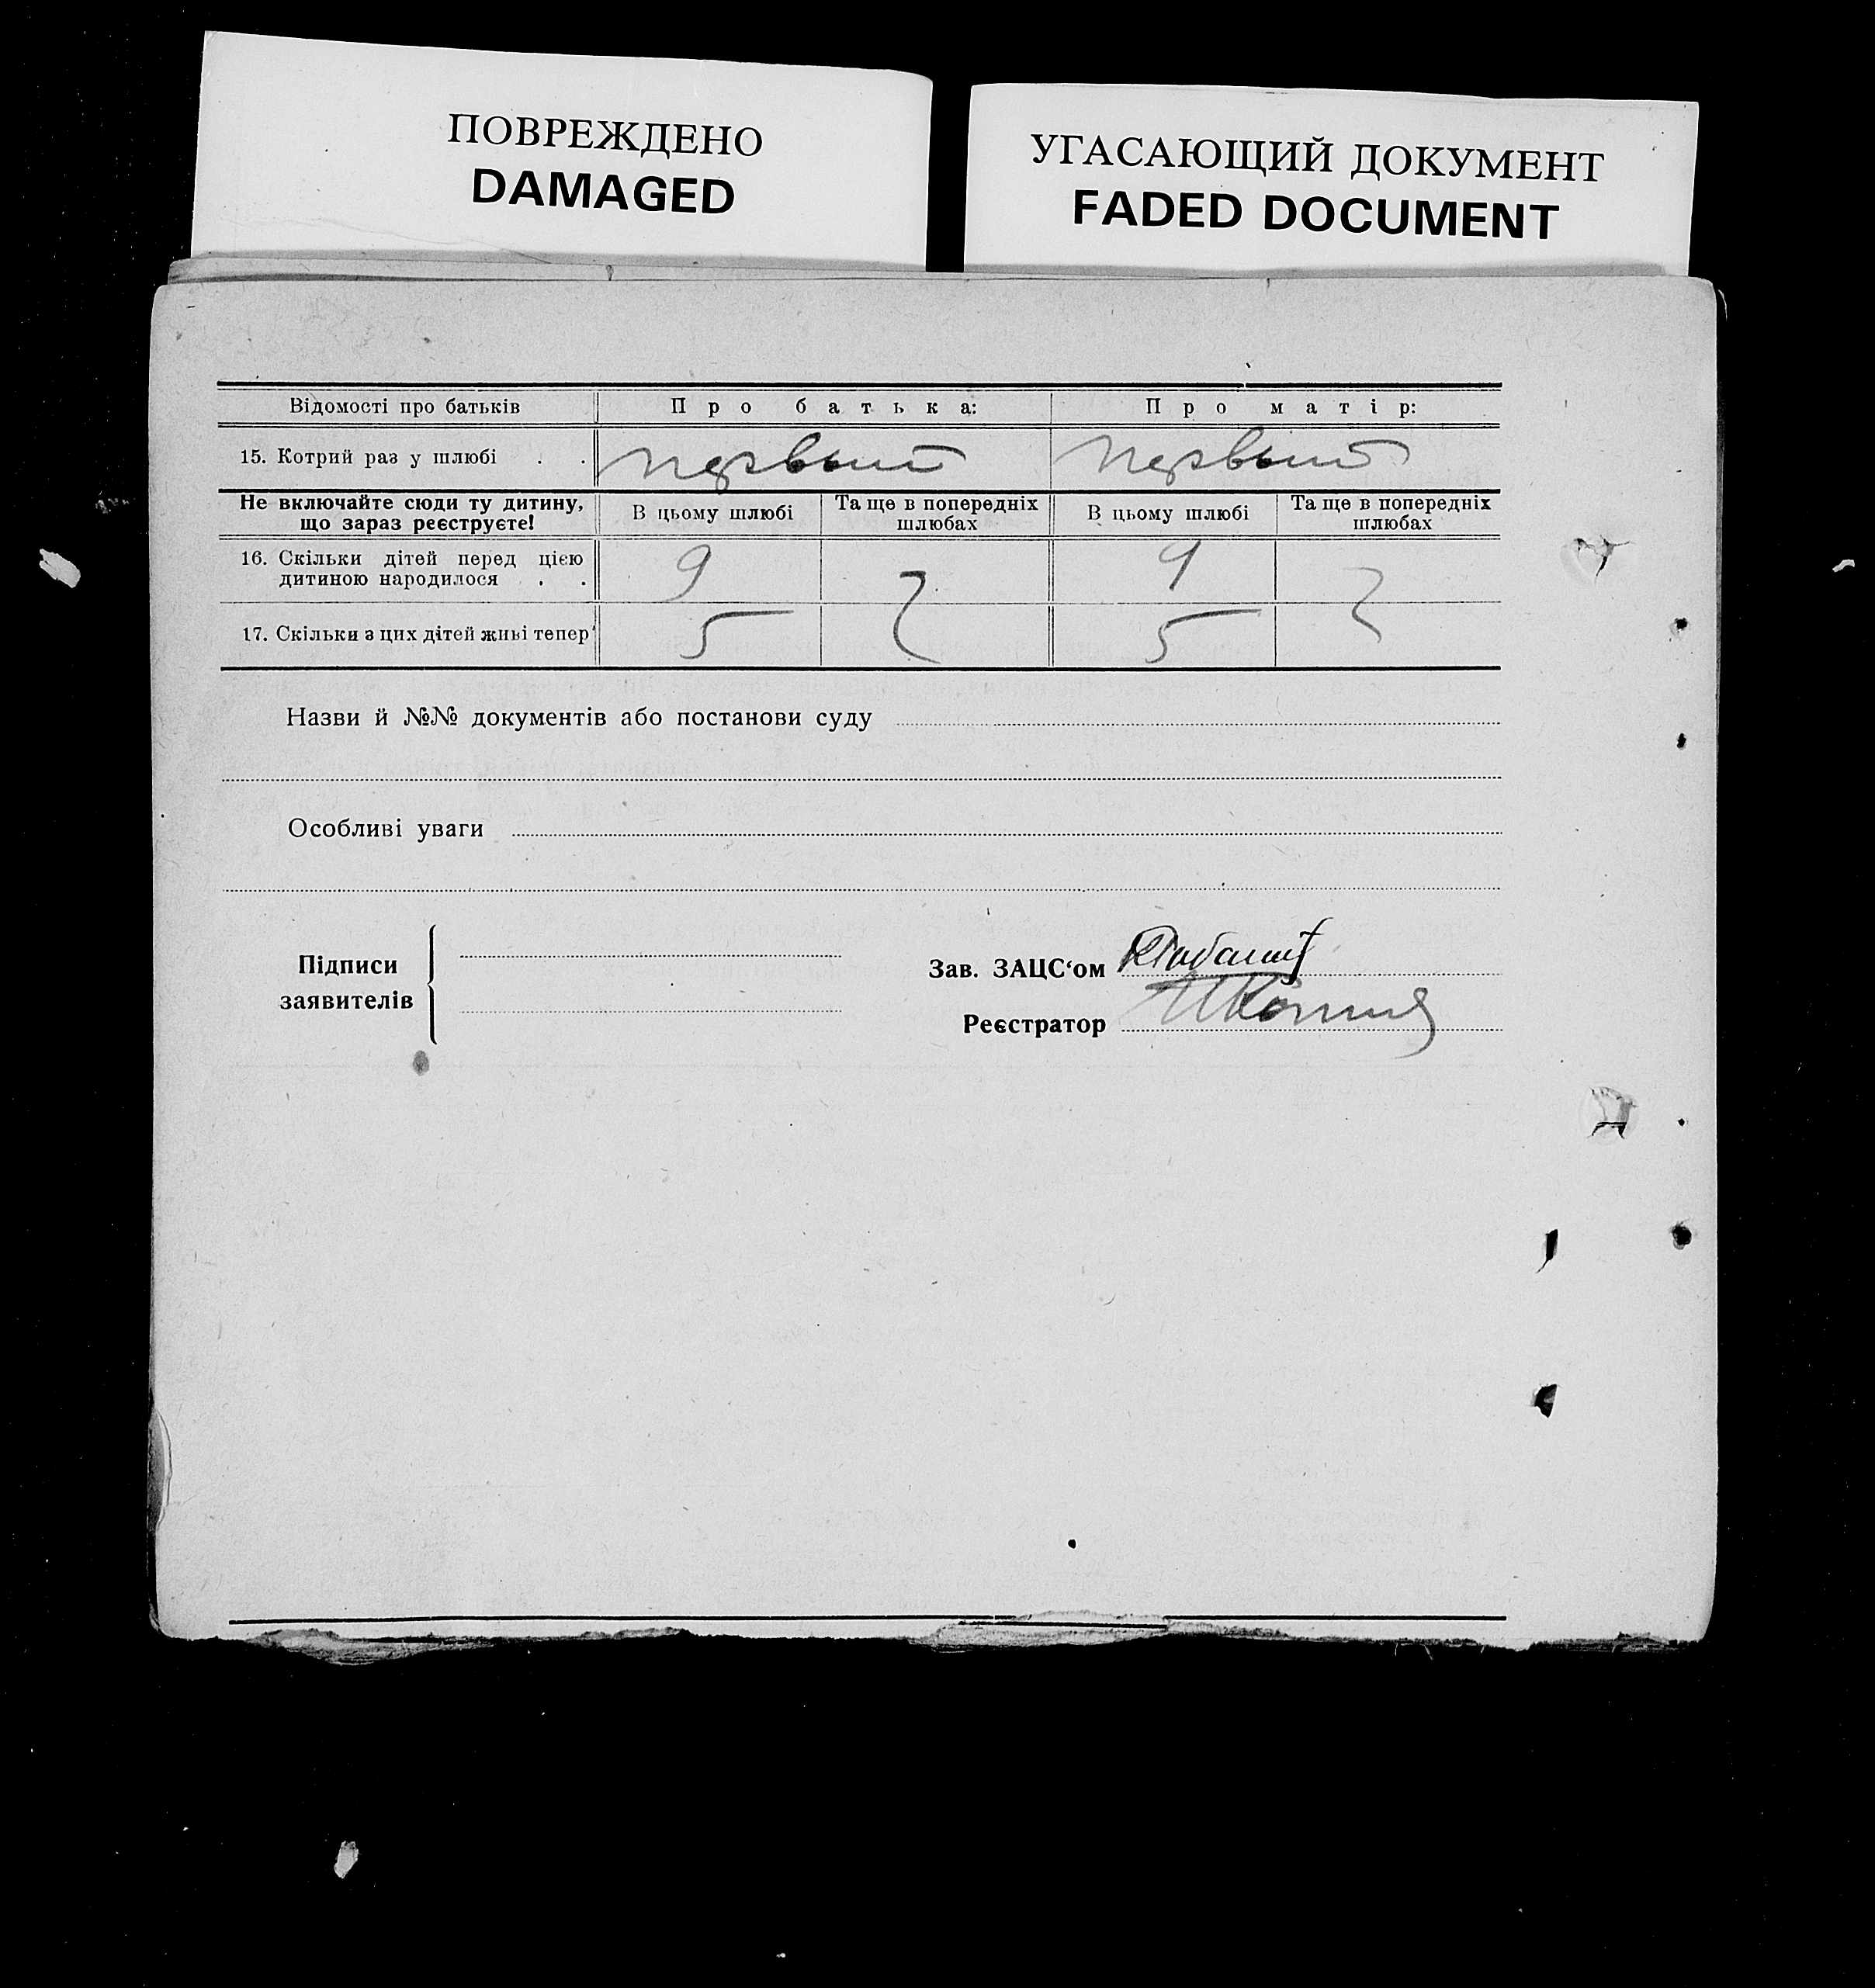 ПОВРЕЖДЕНО
DAMAGED
УГАСАЮЩИЙ ДОКУМЕНТ
FADED DOCUMENT
Відомості про батьків Про батька: Про матір:
15. Котрий раз у шлюбі . . первый первый
Не включайте сюди ту дитину, що зараз реєструєте! В цьому шлюбі Та ще в попередніх шлюбах В цьому шлюбі Та ще в попередніх шлюбах
16. Скільки дітей перед цією дитиною народилося . . 9 9
17. Скільки з цих дітей живі тепер 5 5
Назви й №№ документів або постанови суду
Особливі уваги
Підписи заявителів
Зав. ЗАЦС‘ом
Реєстратор